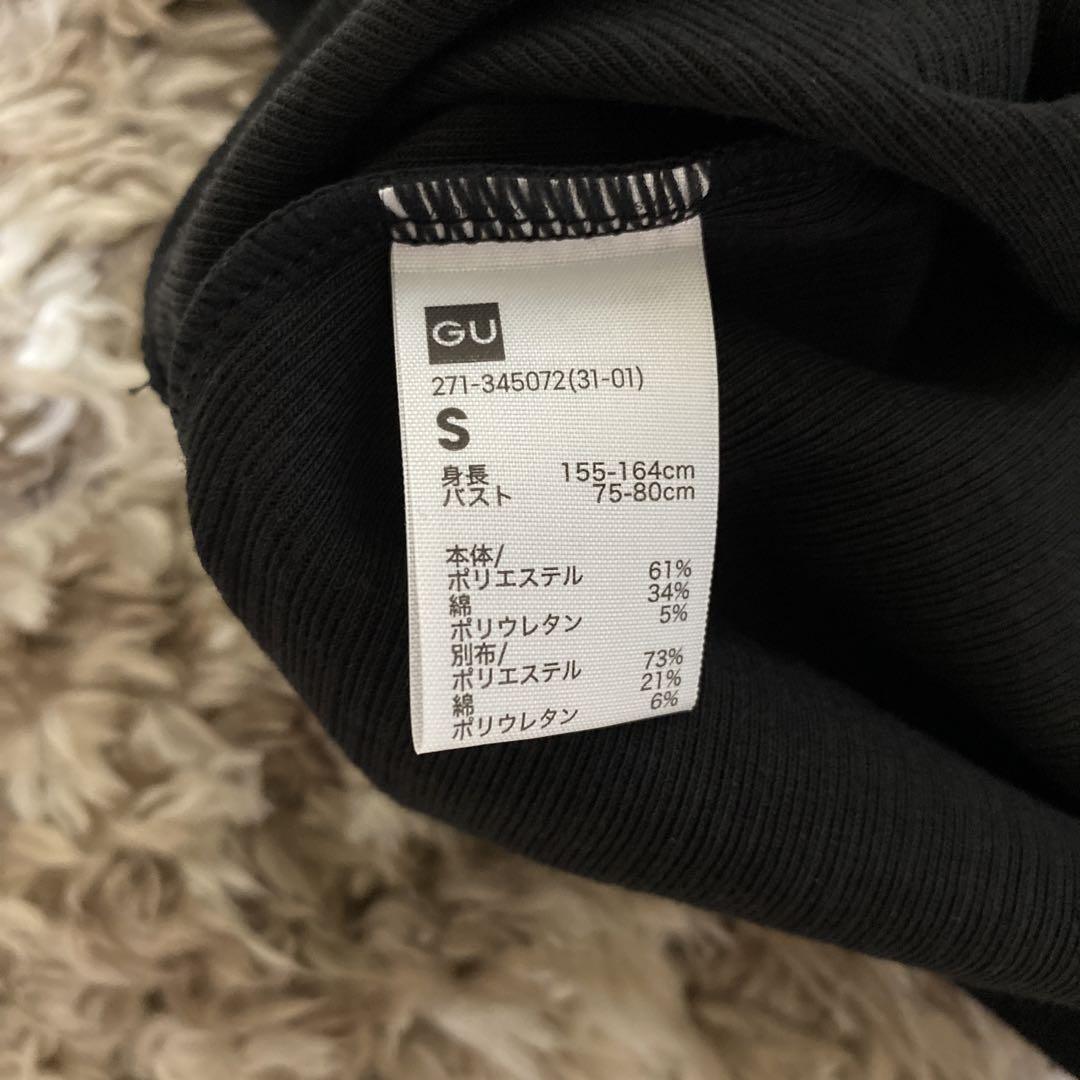 GU
271-345072(31-01)
S
身長 155-164cm
バスト 75-80cm
本体/
ポリエステル 61%
綿 34%
ポリウレタン 5%
別布/
ポリエステル 73%
綿 21%
ポリウレタン 6%